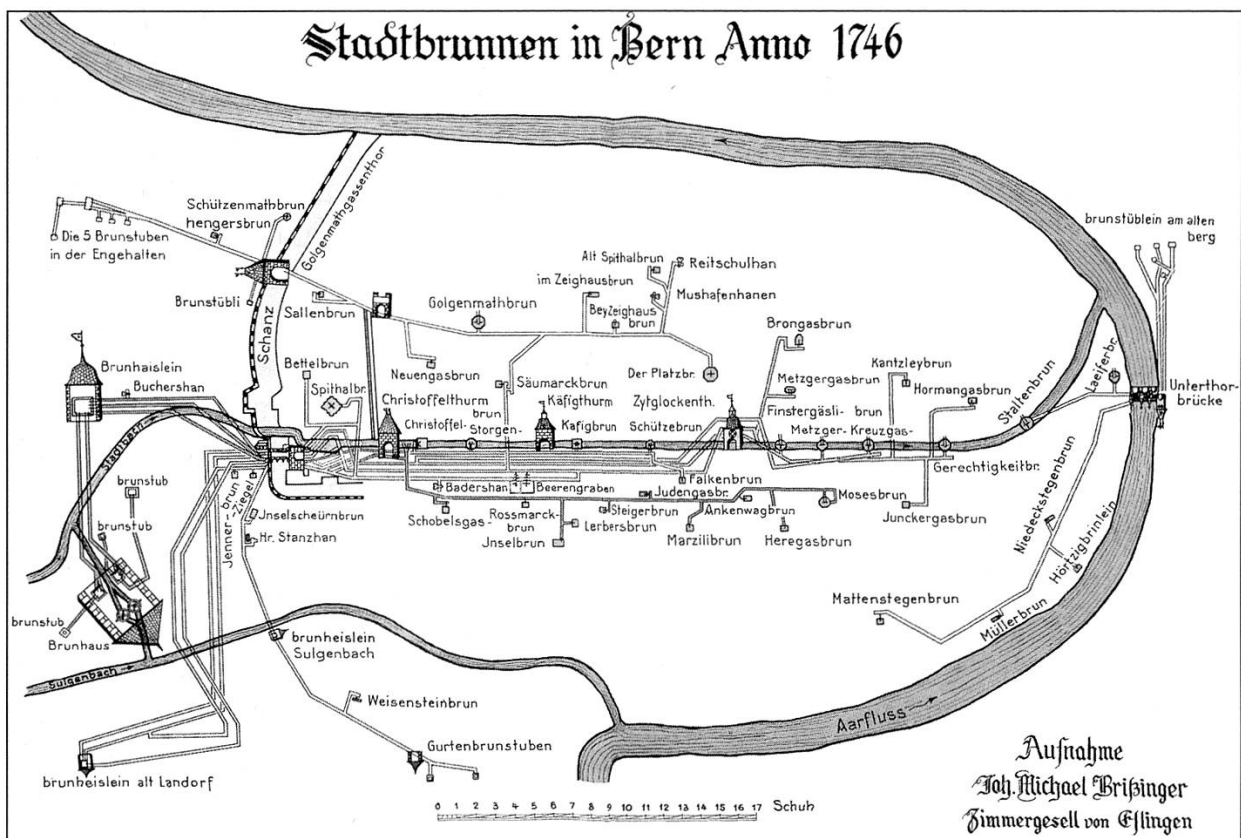 Stadtbrunnen in Bern Anno 1746
Schützenmathbrun
hengersbrun
Golgenmathgassenthor
Die 5 Brunstuben
in der Engehalten
brunstüblein am alten
berg
Alt Spithalbrun
Reitschulhan
im Zeighausbrun
Mushafenhanen
Brunstübli
Sallenbrun
Golgenmathbrun
BeyZeighaus
brun
Brongasbrun
Schanz
Bettelbrun
Neuengasbrun
Säumarckbrun
Der Platzbr.
Metzgergasbrun
Kantzleybrun
Laeiferbr.
Brunhaislein
Buchershan
Spithalbr.
Christoffelthurm
brun
Käfigthurm
Zytglockenth.
Finstergäsli-
brun
Hormangasbrun
Staltenbrun
Unterthor-
brücke
Christoffel-
Storgen-
Käfigbrun
Schützebrun
Metzger-
Kreuzgas-
Stadtbach
Gerechtigkeitbr.
Falkenbrun
brunstub
Jenner-brun
Ziegel-
Badershan
Beerengraben
Judengasbr.
Mosesbrun
Niedeckstegenbrun
Jnselscheürnbrun
Schobelsgas-
Rossmarck-
brun
Steigerbrun
Ankenwagbrun
Junckergasbrun
brunstub
Hr. Stanzhan
Jnselbrun
Lerbersbrun
Marzilibrun
Heregasbrun
Hörtzigbrinlein
brunstub
Brunhaus
Mattenstegenbrun
Müllerbrun
brunheislein
Sulgenbach
Sulgenbach
Weisensteinbrun
Aarfluss
Gurtenbrunstuben
brunheislein alt Landorf
0 1 2 3 4 5 6 7 8 9 10 11 12 13 14 15 16 17 Schuh
Aufnahme
Joh. Michael Brißinger
Zimmergesell von Eßlingen